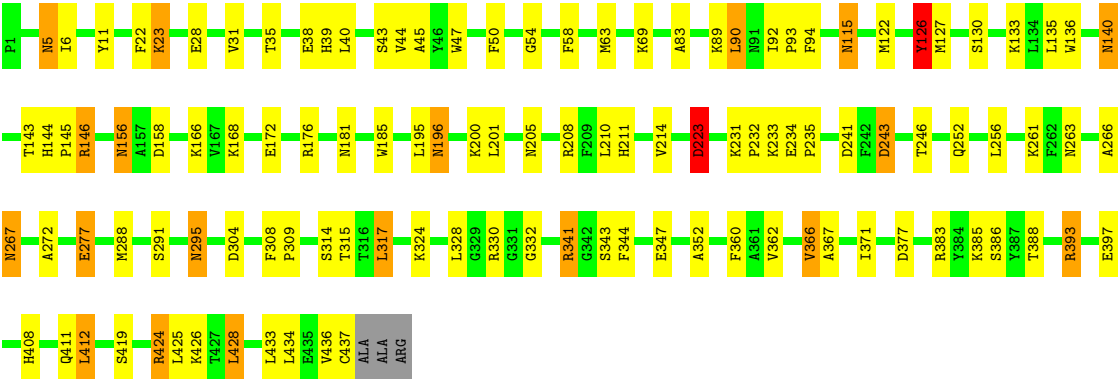 P1 N5 I6 Y11 F22 K23 E28 V31 T35 E38 H39 L40 S43 V44 A45 Y46 W47 F50 G54 F58 M63 K69 A83 K89 L90 N91 I92 P93 F94 N115 M122 Y126 M127 S130 K133 L134 L135 W136 N140
T143 H144 P145 R146 N156 A157 D158 K166 V167 K168 E172 R176 N181 W185 L195 N196 K200 L201 N205 R208 F209 L210 H211 V214 D223 K231 P232 K233 E234 P235 D241 F242 D243 T246 Q252 L256 K261 F262 N263 A266
N267 A272 E277 M288 S291 N295 D304 F308 P309 S314 T315 T316 L317 K324 L328 G329 R330 G331 G332 R341 G342 S343 F344 E347 A352 F360 A361 V362 V366 A367 I371 D377 R383 Y384 K385 S386 Y387 T388 R393 E397
H408 Q411 L412 S419 R424 L425 K426 T427 L428 L433 L434 E435 V436 C437 ALA ALA ARG